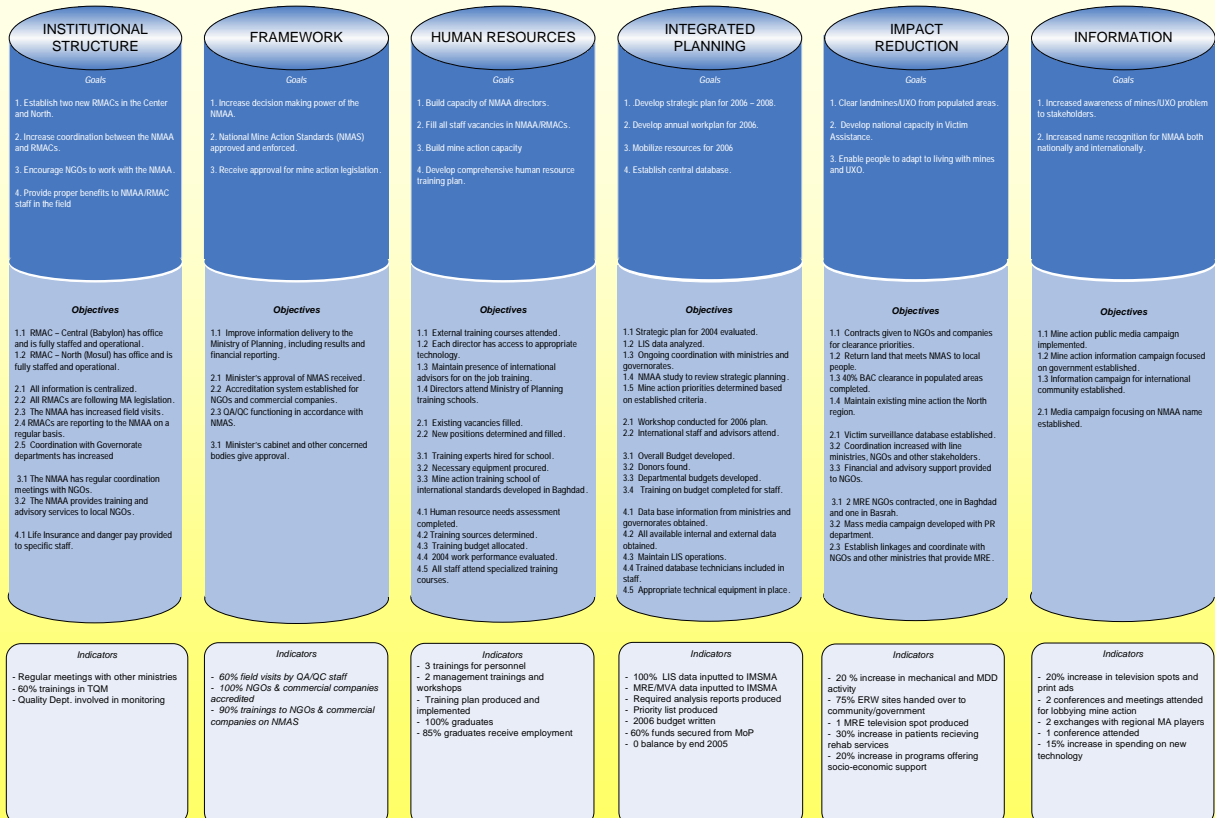 INSTITUTIONAL
STRUCTURE
Goals
1. Establish two new RMACs in the Center
and North.
2. Increase coordination between the NMAA
and RMACs.
3. Encourage NGOs to work with the NMAA.
4. Provide proper benefits to NMAA/RMAC
staff in the field
Objectives
1.1 RMAC – Central (Babylon) has office
and is fully staffed and operational.
1.2 RMAC – North (Mosul) has office and is
fully staffed and operational.
2.1 All information is centralized.
2.2 All RMACs are following MA legislation.
2.3 The NMAA has increased field visits.
2.4 RMACs are reporting to the NMAA on a
regular basis.
2.5 Coordination with Governorate
departments has increased
3.1 The NMAA has regular coordination
meetings with NGOs.
3.2 The NMAA provides training and
advisory services to local NGOs.
4.1 Life Insurance and danger pay provided
to specific staff.
Indicators
- Regular meetings with other ministries
- 60% trainings in TQM
- Quality Dept. involved in monitoring
FRAMEWORK
Goals
1. Increase decision making power of the
NMAA.
2. National Mine Action Standards (NMAS)
approved and enforced.
3. Receive approval for mine action legislation.
Objectives
1.1 Improve information delivery to the
Ministry of Planning, including results and
financial reporting.
2.1 Minister's approval of NMAS received.
2.2 Accreditation system established for
NGOs and commercial companies.
2.3 QA/QC functioning in accordance with
NMAS.
3.1 Minister's cabinet and other concerned
bodies give approval.
Indicators
- 60% field visits by QA/QC staff
- 100% NGOs & commercial companies
accredited
- 90% trainings to NGOs & commercial
companies on NMAS
HUMAN RESOURCES
Goals
1. Build capacity of NMAA directors.
2. Fill all staff vacancies in NMAA/RMACs.
3. Build mine action capacity
4. Develop comprehensive human resource
training plan.
Objectives
1.1 External training courses attended.
1.2 Each director has access to appropriate
technology.
1.3 Maintain presence of international
advisors for on the job training.
1.4 Directors attend Ministry of Planning
training schools.
2.1 Existing vacancies filled.
2.2 New positions determined and filled.
3.1 Training experts hired for school.
3.2 Necessary equipment procured.
3.3 Mine action training school of
international standards developed in Baghdad.
4.1 Human resource needs assessment
completed.
4.2 Training sources determined.
4.3 Training budget allocated.
4.4 2004 work performance evaluated.
4.5 All staff attend specialized training
courses.
Indicators
- 3 trainings for personnel
- 2 management trainings and
workshops
- Training plan produced and
implemented
- 100% graduates
- 85% graduates receive employment
INTEGRATED
PLANNING
Goals
1. .Develop strategic plan for 2006 – 2008.
2. Develop annual workplan for 2006.
3. Mobilize resources for 2006
4. Establish central database.
Objectives
1.1 Strategic plan for 2004 evaluated.
1.2 LIS data analyzed.
1.3 Ongoing coordination with ministries and
governorates.
1.4 NMAA study to review strategic planning.
1.5 Mine action priorities determined based
on established criteria.
2.1 Workshop conducted for 2006 plan.
2.2 International staff and advisors attend.
3.1 Overall Budget developed.
3.2 Donors found.
3.3 Departmental budgets developed.
3.4 Training on budget completed for staff.
4.1 Data base information from ministries and
governorates obtained.
4.2 All available internal and external data
obtained.
4.3 Maintain LIS operations.
4.4 Trained database technicians included in
staff.
4.5 Appropriate technical equipment in place.
Indicators
- 100% LIS data inputted to IMSMA
- MRE/MVA data inputted to IMSMA
- Required analysis reports produced
- Priority list produced
- 2006 budget written
- 60% funds secured from MoP
- 0 balance by end 2005
IMPACT
REDUCTION
Goals
1. Clear landmines/UXO from populated areas.
2. Develop national capacity in Victim
Assistance.
3. Enable people to adapt to living with mines
and UXO.
Objectives
1.1 Contracts given to NGOs and companies
for clearance priorities.
1.2 Return land that meets NMAS to local
people.
1.3 40% BAC clearance in populated areas
completed.
1.4 Maintain existing mine action the North
region.
2.1 Victim surveillance database established.
3.2 Coordination increased with line
ministries, NGOs and other stakeholders.
3.3 Financial and advisory support provided
to NGOs.
3.1 2 MRE NGOs contracted, one in Baghdad
and one in Basrah.
3.2 Mass media campaign developed with PR
department.
2.3 Establish linkages and coordinate with
NGOs and other ministries that provide MRE.
Indicators
- 20 % increase in mechanical and MDD
activity
- 75% ERW sites handed over to
community/government
- 1 MRE television spot produced
- 30% increase in patients recieving
rehab services
- 20% increase in programs offering
socio-economic support
INFORMATION
Goals
1. Increased awareness of mines/UXO problem
to stakeholders.
2. Increased name recognition for NMAA both
nationally and internationally.
Objectives
1.1 Mine action public media campaign
implemented.
1.2 Mine action information campaign focused
on government established.
1.3 Information campaign for international
community established.
2.1 Media campaign focusing on NMAA name
established.
Indicators
- 20% increase in television spots and
print ads
- 2 conferences and meetings attended
for lobbying mine action
- 2 exchanges with regional MA players
- 1 conference attended
- 15% increase in spending on new
technology